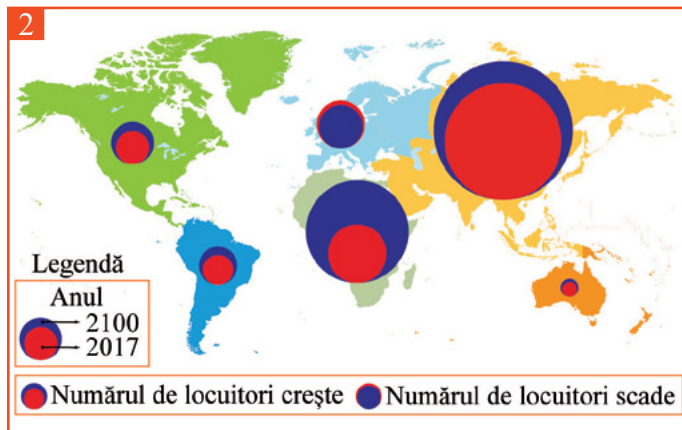 2
Legendă
Anul
2100
2017
Numărul de locuitori crește
Numărul de locuitori scade